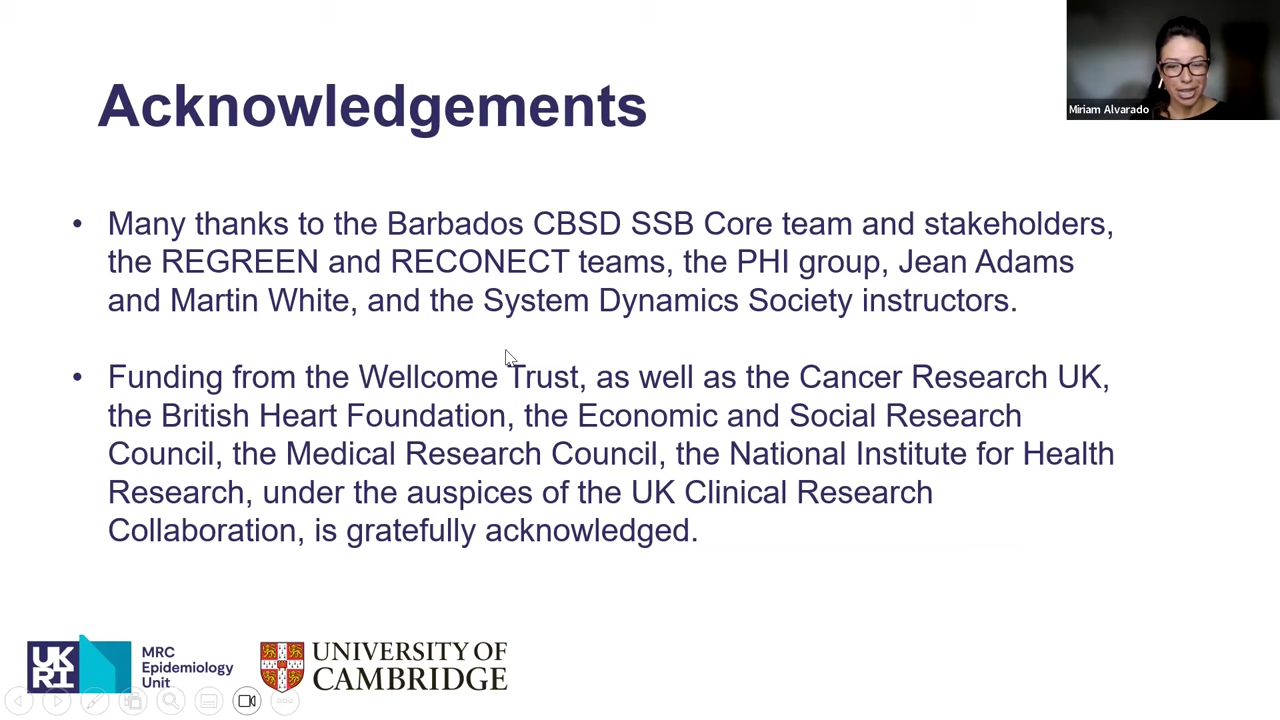 Acknowledgements
Miriam Alvarado
• Many thanks to the Barbados CBSD SSB Core team and stakeholders,
the REGREEN and RECONECT teams, the PHI group, Jean Adams
and Martin White, and the System Dynamics Society instructors.
• Funding from the Wellcome Trust, as well as the Cancer Research UK,
the British Heart Foundation, the Economic and Social Research
Council, the Medical Research Council, the National Institute for Health
Research, under the auspices of the UK Clinical Research
Collaboration, is gratefully acknowledged.
UK
RI
MRC
Epidemiology
Unit
UNIVERSITY OF
CAMBRIDGE